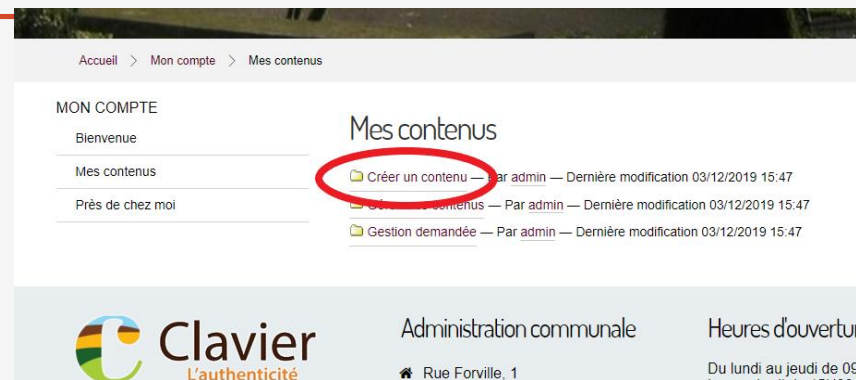 Accueil > Mon compte > Mes contenus
MON COMPTE
Bienvenue
Mes contenus
Près de chez moi
Mes contenus
Créer un contenu — Par admin — Dernière modification 03/12/2019 15:47
contenus — Par admin — Dernière modification 03/12/2019 15:47
Gestion demandée — Par admin — Dernière modification 03/12/2019 15:47
Clavier
L'authenticité
Administration communale
Rue Forville, 1
Heures d'ouvertur
Du lundi au jeudi de 09